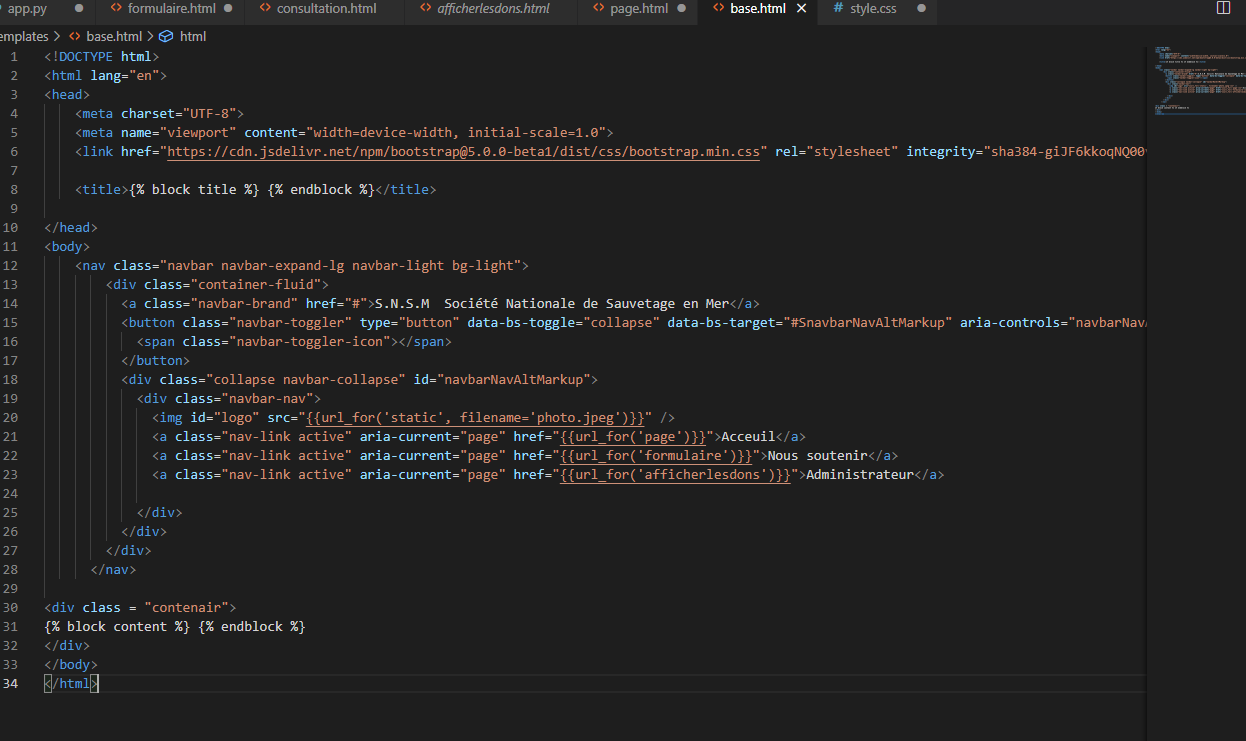 app.py formulaire.html consultation.html afficherlesdons.html page.html base.html style.css
emplates > base.html > html
1 <!DOCTYPE html>
2 <html lang="en">
3 <head>
4 <meta charset="UTF-8">
5 <meta name="viewport" content="width=device-width, initial-scale=1.0">
6 <link href="https://cdn.jsdelivr.net/npm/bootstrap@5.0.0-beta1/dist/css/bootstrap.min.css" rel="stylesheet" integrity="sha384-giJF6kkoqNQ00
7
8 <title>{% block title %} {% endblock %}</title>
9
10 </head>
11 <body>
12 <nav class="navbar navbar-expand-lg navbar-light bg-light">
13 <div class="container-fluid">
14 <a class="navbar-brand" href="#">S.N.S.M  Société Nationale de Sauvetage en Mer</a>
15 <button class="navbar-toggler" type="button" data-bs-toggle="collapse" data-bs-target="#SnavbarNavAltMarkup" aria-controls="navbarNav
16 <span class="navbar-toggler-icon"></span>
17 </button>
18 <div class="collapse navbar-collapse" id="navbarNavAltMarkup">
19 <div class="navbar-nav">
20 <img id="logo" src="{{url_for('static', filename='photo.jpeg')}}" />
21 <a class="nav-link active" aria-current="page" href="{{url_for('page')}}">Acceuil</a>
22 <a class="nav-link active" aria-current="page" href="{{url_for('formulaire')}}">Nous soutenir</a>
23 <a class="nav-link active" aria-current="page" href="{{url_for('afficherlesdons')}}">Administrateur</a>
24
25 </div>
26 </div>
27 </div>
28 </nav>
29
30 <div class = "contenair">
31 {% block content %} {% endblock %}
32 </div>
33 </body>
34 </html>